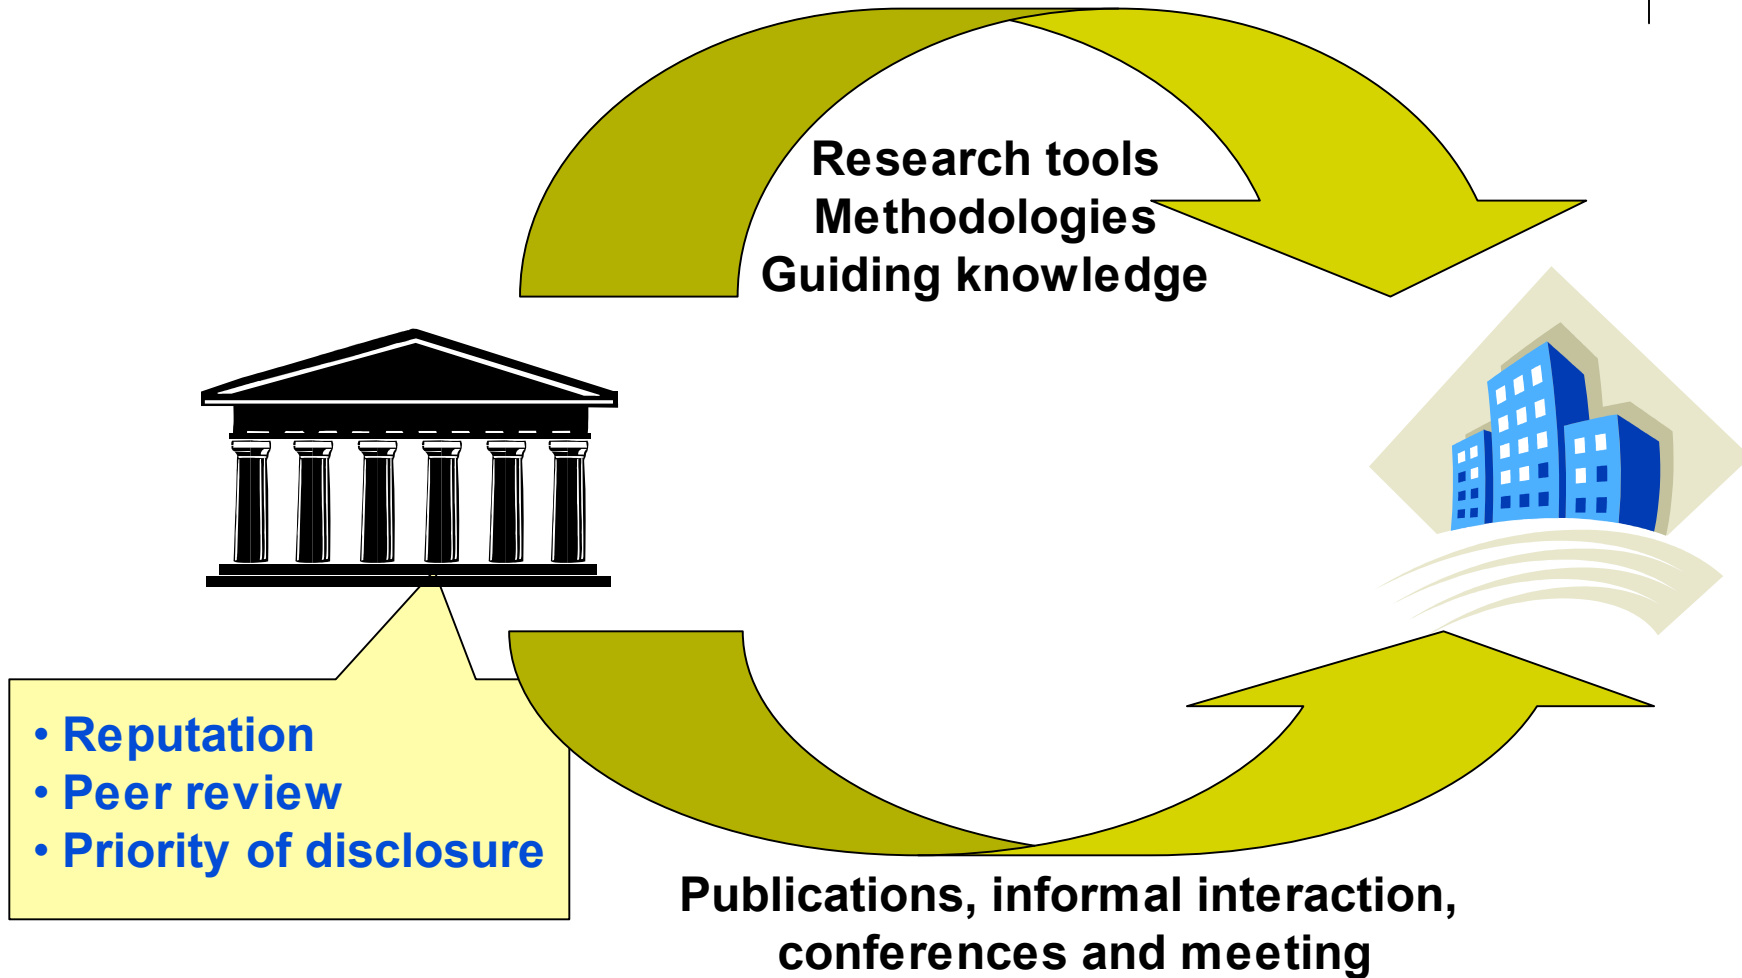 Research tools
Methodologies
Guiding knowledge
• Reputation
• Peer review
• Priority of disclosure
Publications, informal interaction,
conferences and meeting